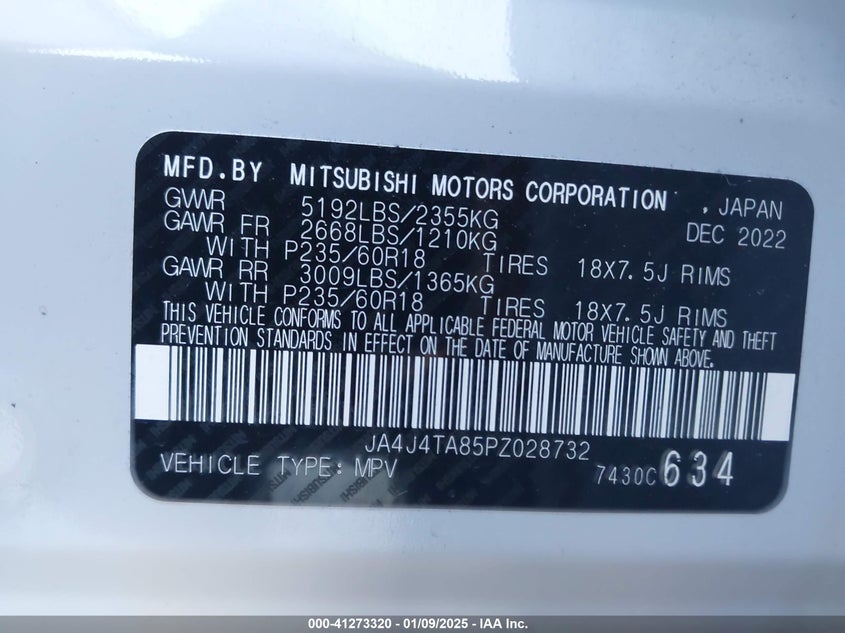 MFD.BY MITSUBISHI MOTORS CORPORATION , JAPAN
GVWR 5192LBS/2355KG DEC 2022
GAWR FR 2668LBS/1210KG
WITH P235/60R18 TIRES 18X7.5J RIMS
GAWR RR 3009LBS/1365KG
WITH P235/60R18 TIRES 18X7.5J RIMS
THIS VEHICLE CONFORMS TO ALL APPLICABLE FEDERAL MOTOR VEHICLE SAFETY AND THEFT
PREVENTION STANDARDS IN EFFECT ON THE DATE OF MANUFACTURE SHOWN ABOVE.
JA4J4TA85PZ028732
VEHICLE TYPE: MPV 7430C 634
000-41273320 - 01/09/2025 - IAA Inc.